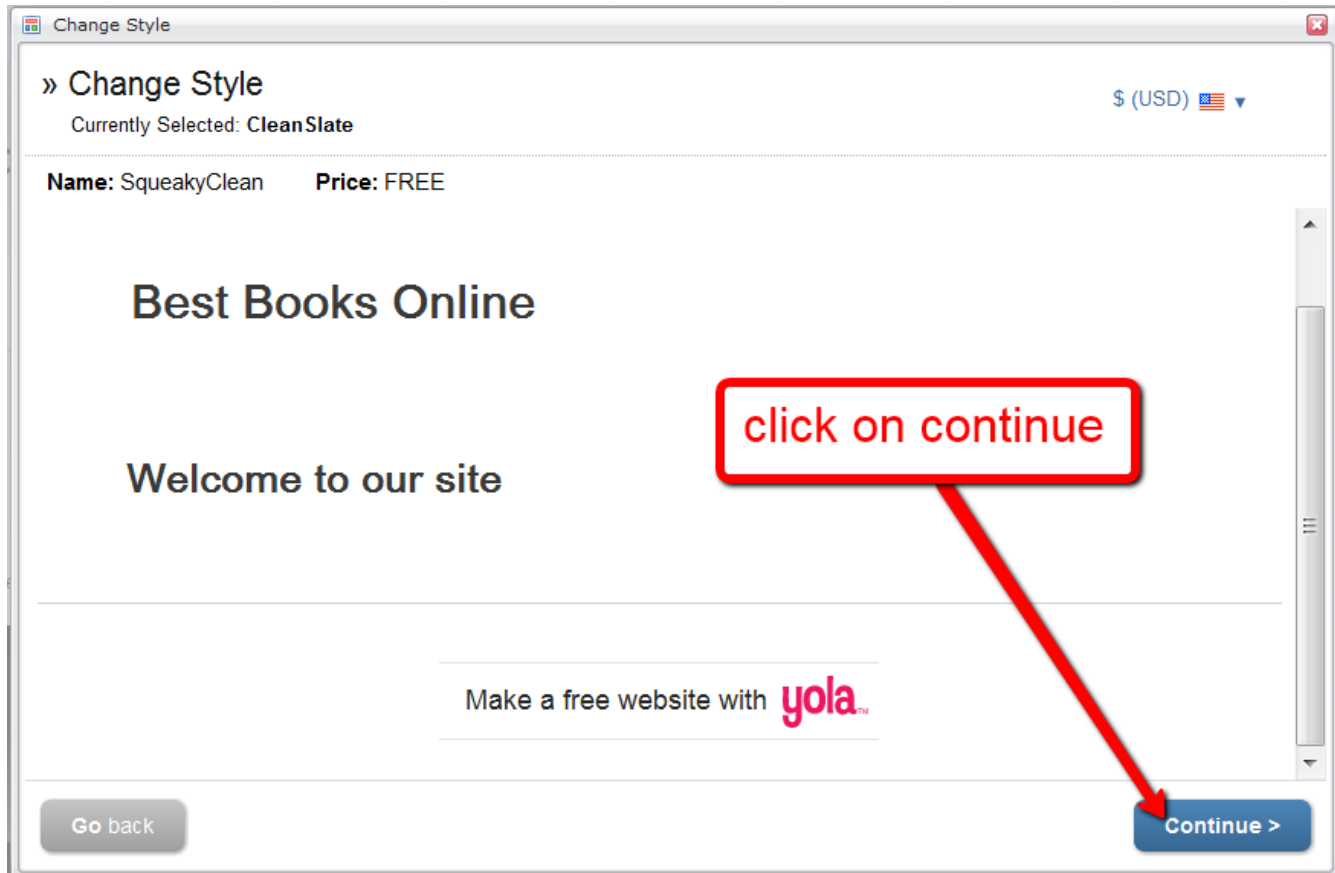 Change Style
» Change Style
$ (USD)
Currently Selected: CleanSlate
Name: SqueakyClean Price: FREE
Best Books Online
click on continue
Welcome to our site
Make a free website with yola™
Go back
Continue >